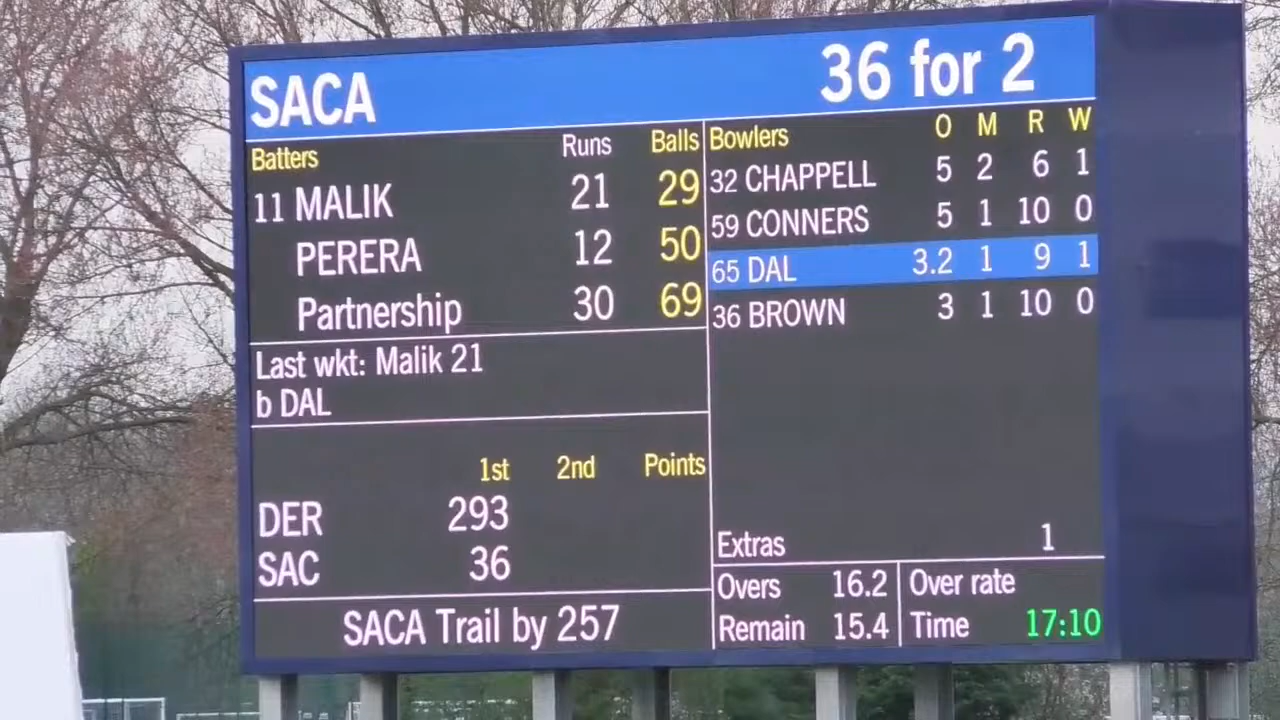 SACA 36 for 2
Batters Runs Balls
11 MALIK 21 29
PERERA 12 50
Partnership 30 69
Last wkt: Malik 21
b DAL
1st 2nd Points
DER 293
SAC 36
SACA Trail by 257
Bowlers O M R W
32 CHAPPELL 5 2 6 1
59 CONNERS 5 1 10 0
65 DAL 3.2 1 9 1
36 BROWN 3 1 10 0
Extras 1
Overs 16.2 Over rate
Remain 15.4 Time 17:10